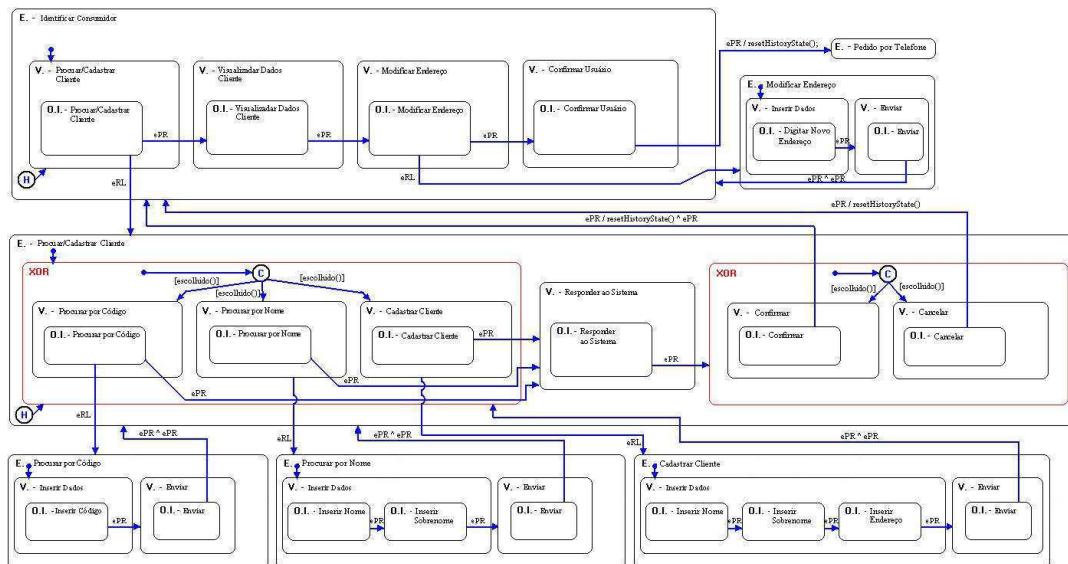 E. - Identificar Consumidor
V. - Procurar/Cadastrar
Cliente
O.I. - Procurar/Cadastrar
Cliente
ePR
V. - Visualizadar Dados
Cliente
O.I. - Visualizadar Dados
Cliente
ePR
V. - Modificar Endereço
O.I. - Modificar Endereço
ePR
V. - Confirmar Usuário
O.I. - Confirmar Usuário
ePR / resetHistoryState();
E. - Pedido por Telefone
E. - Modificar Endereço
V. - Inserir Dados
O.I. - Digitar Novo
Endereço
ePR
V. - Enviar
O.I. - Enviar
H
eRL
eRL
ePR ^ ePR
ePR / resetHistoryState()
ePR / resetHistoryState() ^ ePR
E. - Procurar/Cadastrar Cliente
XOR
C
[escolhido()]
[escolhido()]
[escolhido()]
V. - Procurar por Código
O.I. - Procurar por Código
V. - Procurar por Nome
O.I. - Procurar por Nome
V. - Cadastrar Cliente
O.I. - Cadastrar Cliente
ePR
ePR
ePR
V. - Responder ao Sistema
O.I. - Responder
ao Sistema
ePR
XOR
C
[escolhido()]
[escolhido()]
V. - Confirmar
O.I. - Confirmar
V. - Cancelar
O.I. - Cancelar
H
eRL
ePR ^ ePR
eRL
ePR ^ ePR
eRL
ePR ^ ePR
E. Procurar por Código
V. - Inserir Dados
O.I. - Inserir Código
ePR
V. - Enviar
O.I. - Enviar
E. Procurar por Nome
V. - Inserir Dados
O.I. - Inserir Nome
ePR
O.I. - Inserir
Sobrenome
ePR
V. - Enviar
O.I. - Enviar
E. Cadastrar Cliente
V. - Inserir Dados
O.I. - Inserir Nome
ePR
O.I. - Inserir
Sobrenome
ePR
O.I. - Inserir
Endereço
ePR
V. - Enviar
O.I. - Enviar